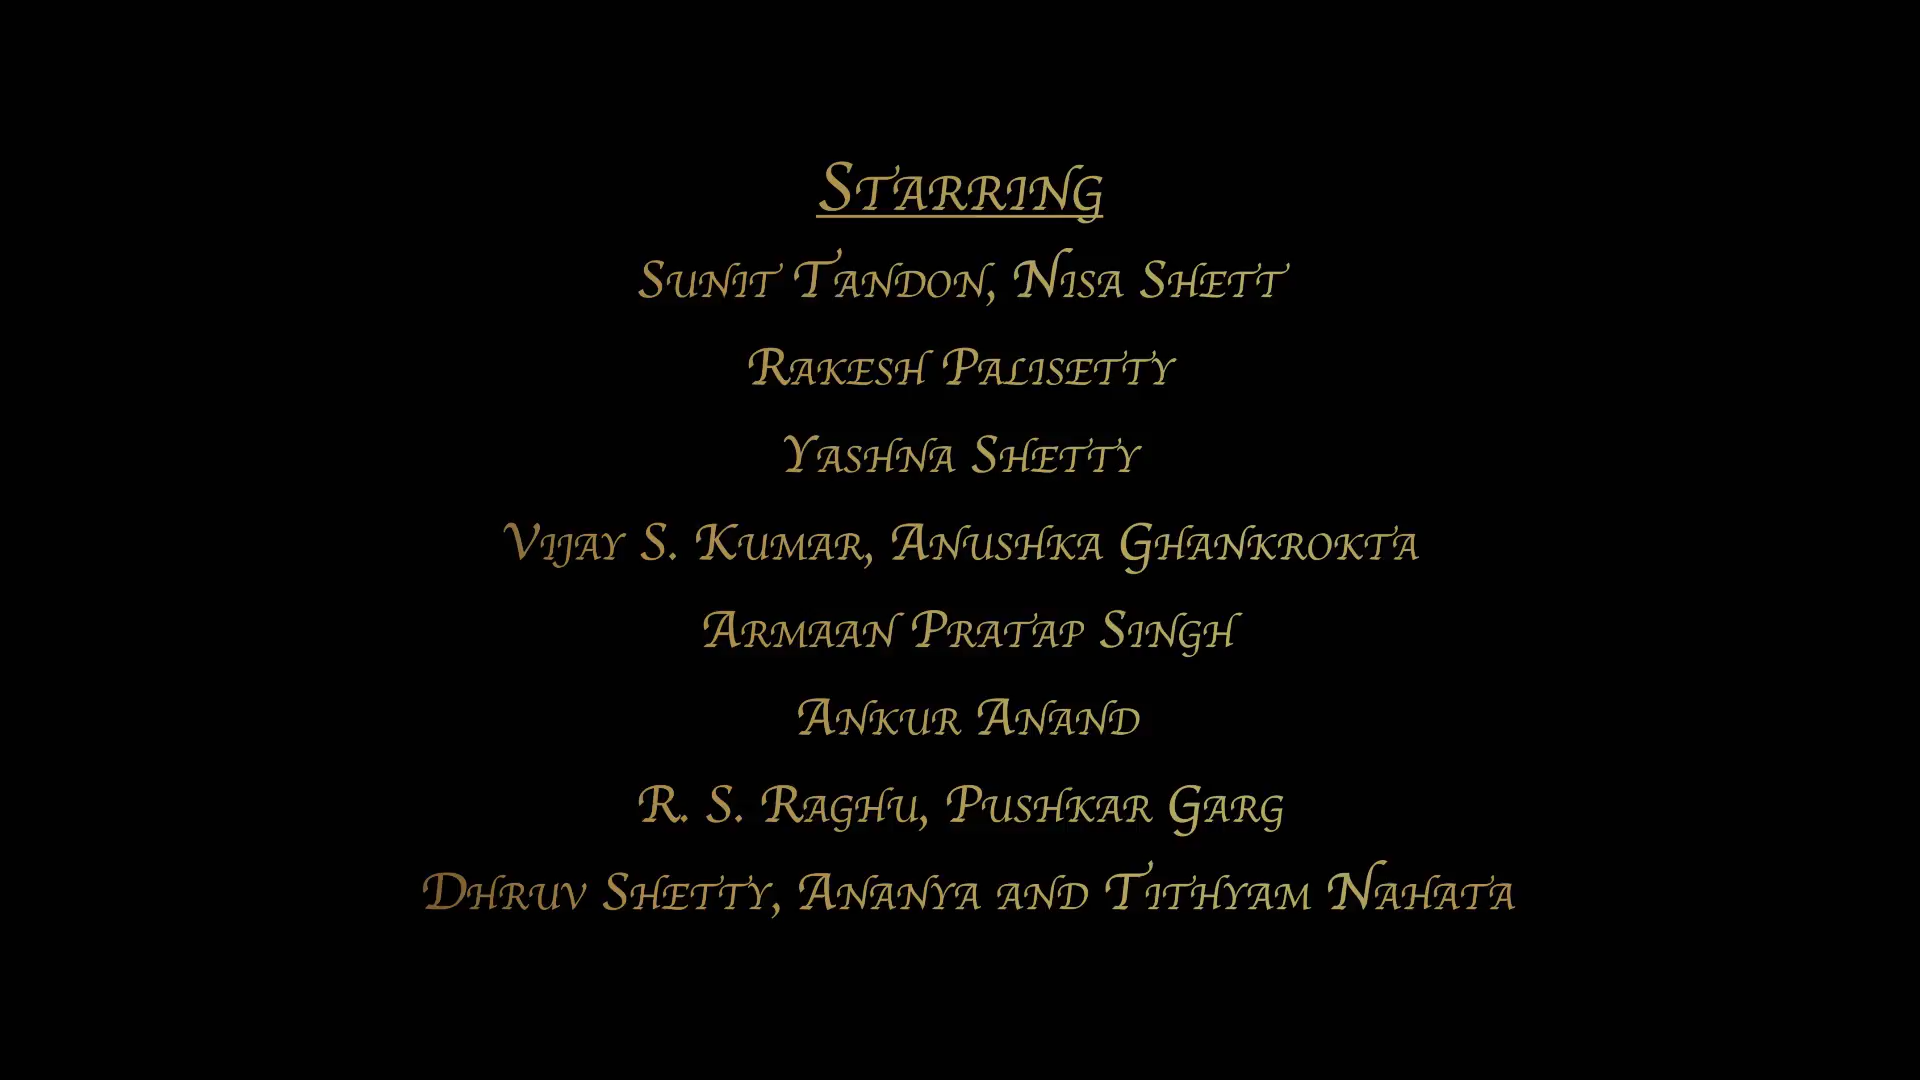 Starring
Sunit Tandon, Nisa Shett
Rakesh Palisetty
Yashna Shetty
Vijay S. Kumar, Anushka Ghankrokta
Armaan Pratap Singh
Ankur Anand
R. S. Raghu, Pushkar Garg
Dhruv Shetty, Ananya and Tithyam Nahata